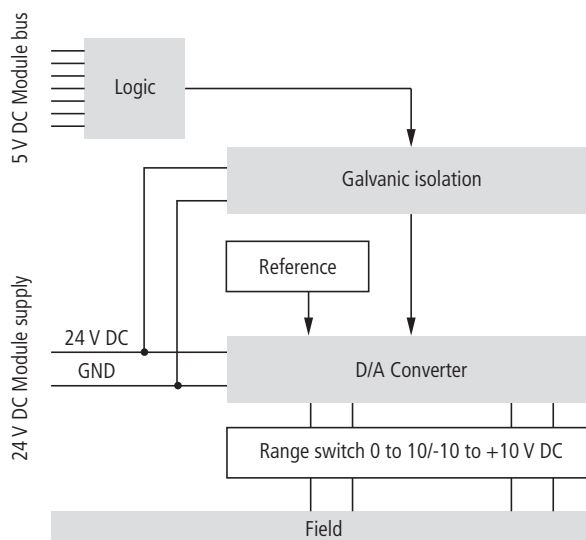 5 V DC Module bus
Logic
Galvanic isolation
Reference
24 V DC Module supply
24 V DC
GND
D/A Converter
Range switch 0 to 10/-10 to +10 V DC
Field